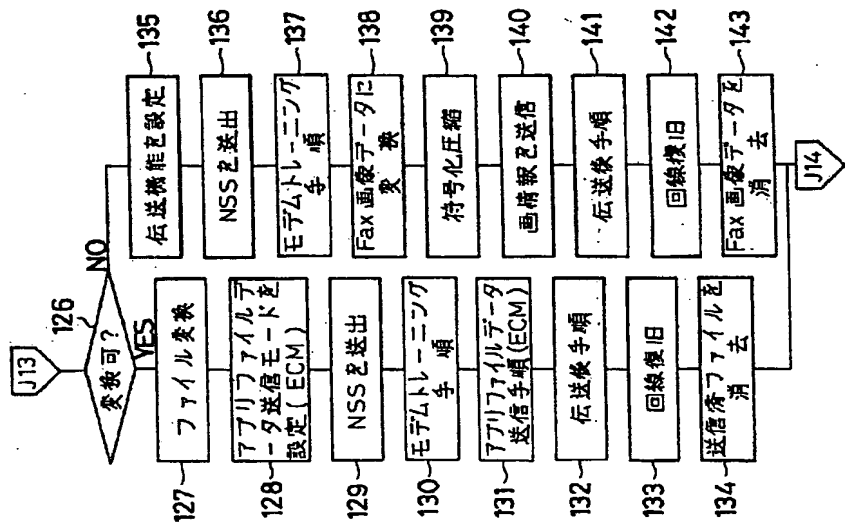 J13
126
変換可?
NO
YES
127
ファイル変換
128
アプリファイルデ
ータ送信モードを
設定(ECM)
129
NSSを送出
130
モデムトレーニング
手順
131
アプリファイルデータ
送信手順(ECM)
132
伝送後手順
133
回線復旧
134
送信済ファイルを
消去
135
伝送機能を設定
136
NSSを送出
137
モデムトレーニング
手順
138
Fax画像データに
変換
139
符号化圧縮
140
画情報を送信
141
伝送後手順
142
回線復旧
143
Fax画像データを
消去
J14